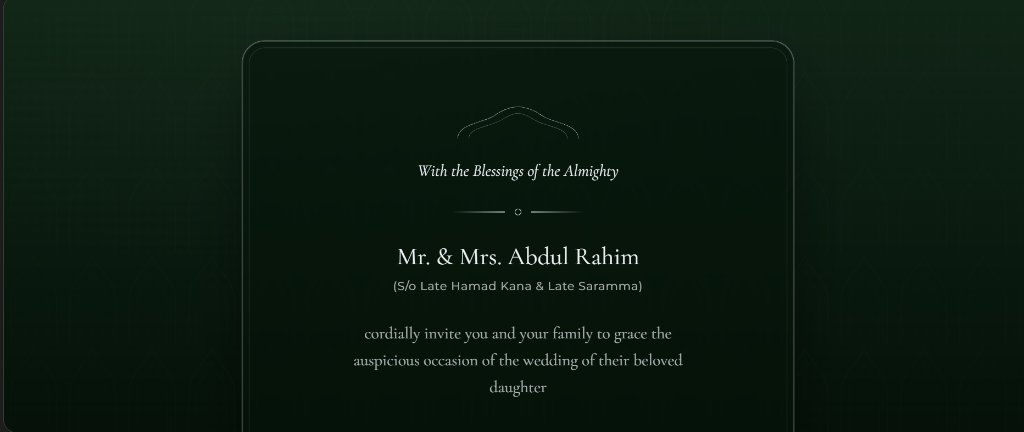 With the Blessings of the Almighty
Mr. & Mrs. Abdul Rahim
(S/o Late Hamad Kana & Late Saramma)
cordially invite you and your family to grace the
auspicious occasion of the wedding of their beloved
daughter